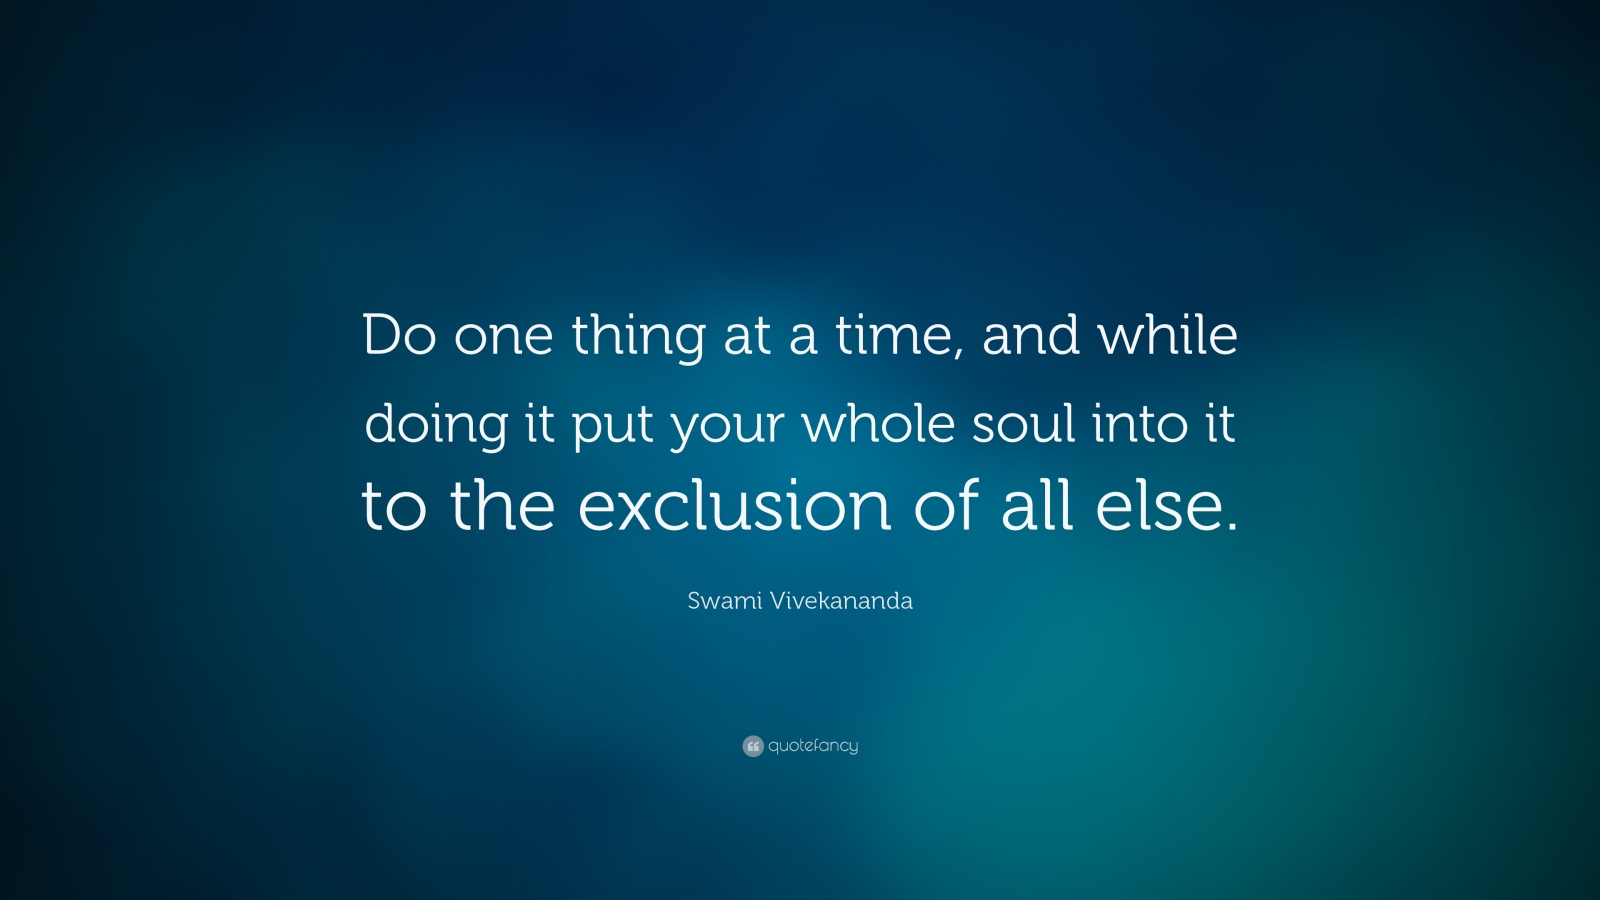 Do one thing at a time, and while
doing it put your whole soul into it
to the exclusion of all else.
Swami Vivekananda
quotefancy